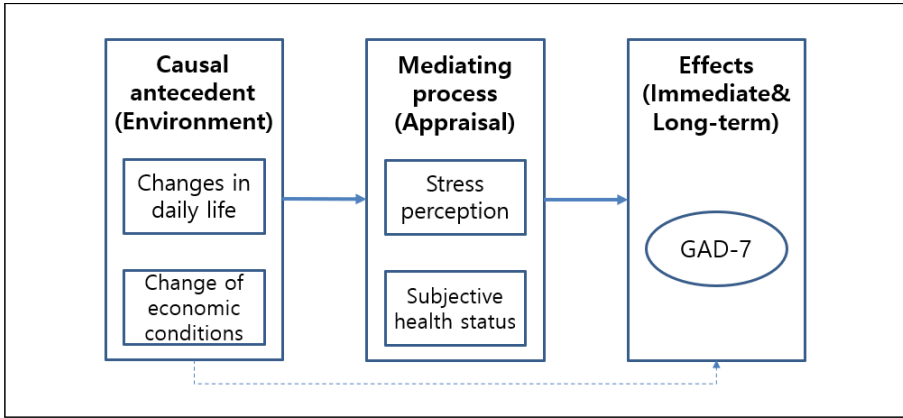 Causal
antecedent
(Environment)
Changes in
daily life
Change of
economic
conditions
Mediating
process
(Appraisal)
Stress
perception
Subjective
health status
Effects
(Immediate&
Long-term)
GAD-7